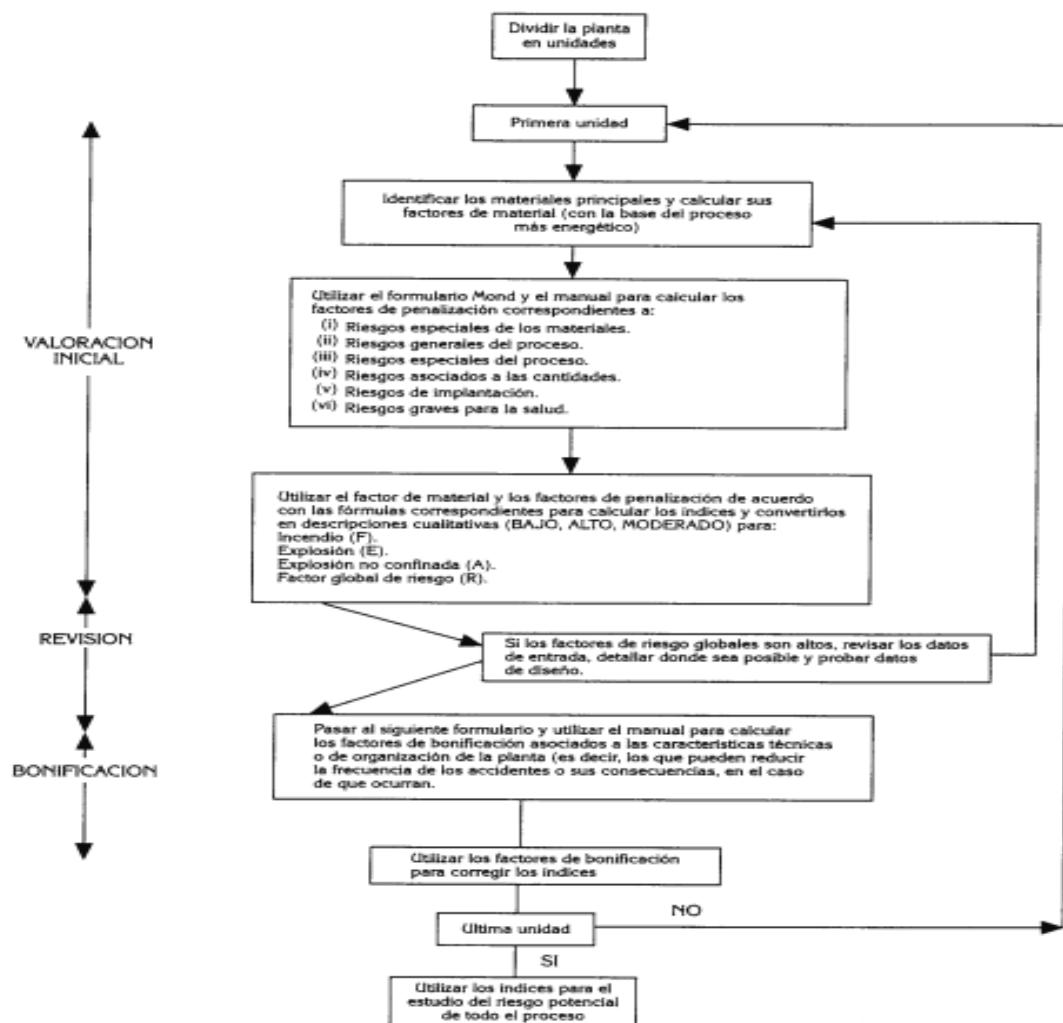 Dividir la planta
en unidades
Primera unidad
Identificar los materiales principales y calcular sus
factores de material (con la base del proceso
más energético)
Utilizar el formulario Mond y el manual para calcular los
factores de penalización correspondientes a:
(i) Riesgos especiales de los materiales.
(ii) Riesgos generales del proceso.
(iii) Riesgos especiales del proceso.
(iv) Riesgos asociados a las cantidades.
(v) Riesgos de implantación.
(vi) Riesgos graves para la salud.
VALORACION
INICIAL
Utilizar el factor de material y los factores de penalización de acuerdo
con las fórmulas correspondientes para calcular los índices y convertirlos
en descripciones cualitativas (BAJO, ALTO, MODERADO) para:
Incendio (F).
Explosión (E).
Explosión no confinada (A).
Factor global de riesgo (R).
REVISION
Si los factores de riesgo globales son altos, revisar los datos
de entrada, detallar donde sea posible y probar datos
de diseño.
Pasar al siguiente formulario y utilizar el manual para calcular
los factores de bonificación asociados a las características técnicas
o de organización de la planta (es decir, los que pueden reducir
la frecuencia de los accidentes o sus consecuencias, en el caso
de que ocurran.
BONIFICACION
Utilizar los factores de bonificación
para corregir los índices
Ultima unidad
NO
SI
Utilizar los índices para el
estudio del riesgo potencial
de todo el proceso